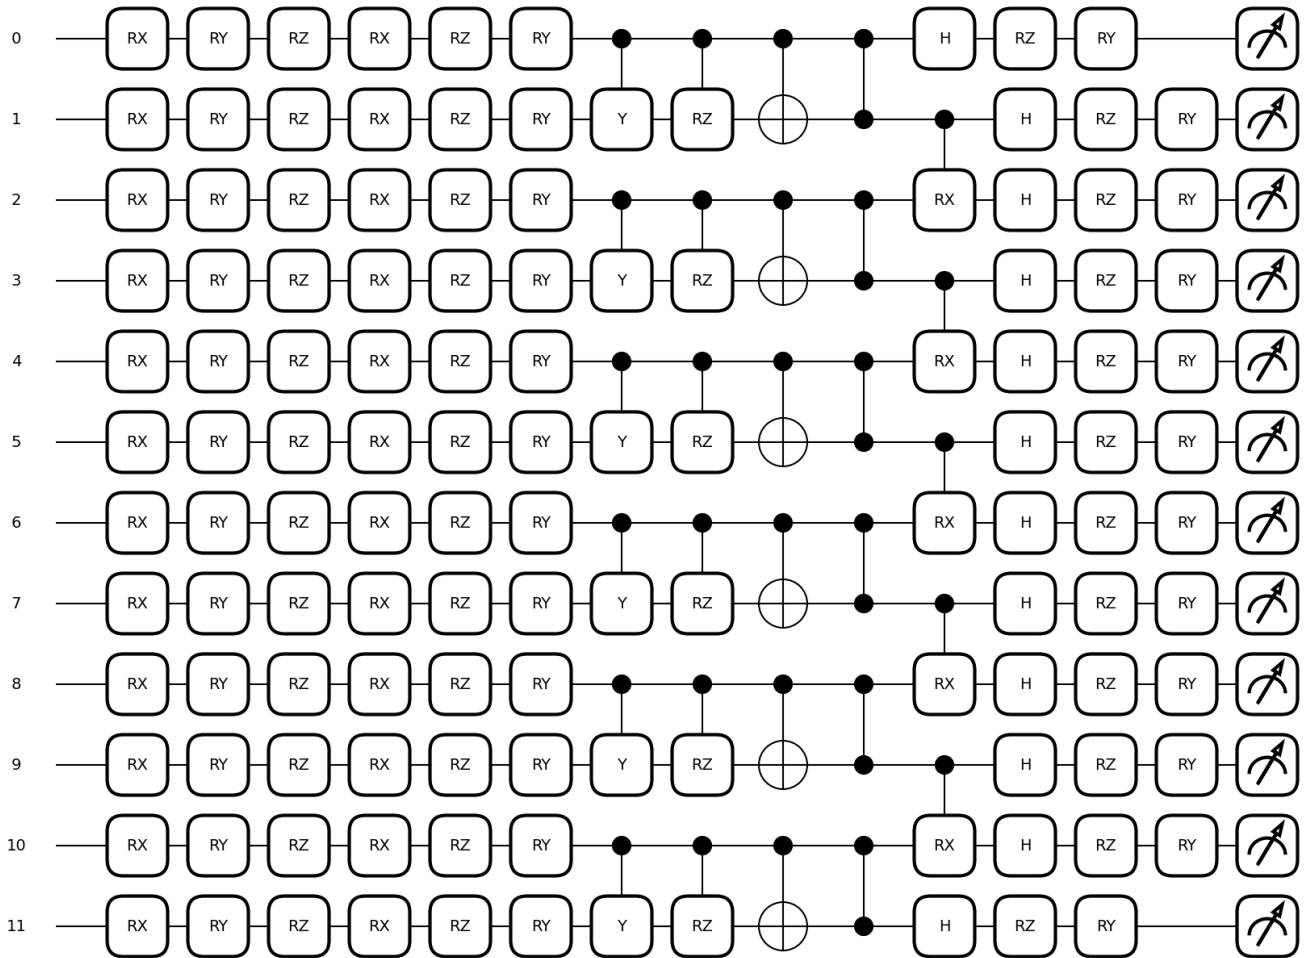 0 RX RY RZ RX RZ RY H RZ RY
1 RX RY RZ RX RZ RY Y RZ H RZ RY
2 RX RY RZ RX RZ RY RX H RZ RY
3 RX RY RZ RX RZ RY Y RZ H RZ RY
4 RX RY RZ RX RZ RY RX H RZ RY
5 RX RY RZ RX RZ RY Y RZ H RZ RY
6 RX RY RZ RX RZ RY RX H RZ RY
7 RX RY RZ RX RZ RY Y RZ H RZ RY
8 RX RY RZ RX RZ RY RX H RZ RY
9 RX RY RZ RX RZ RY Y RZ H RZ RY
10 RX RY RZ RX RZ RY RX H RZ RY
11 RX RY RZ RX RZ RY Y RZ H RZ RY